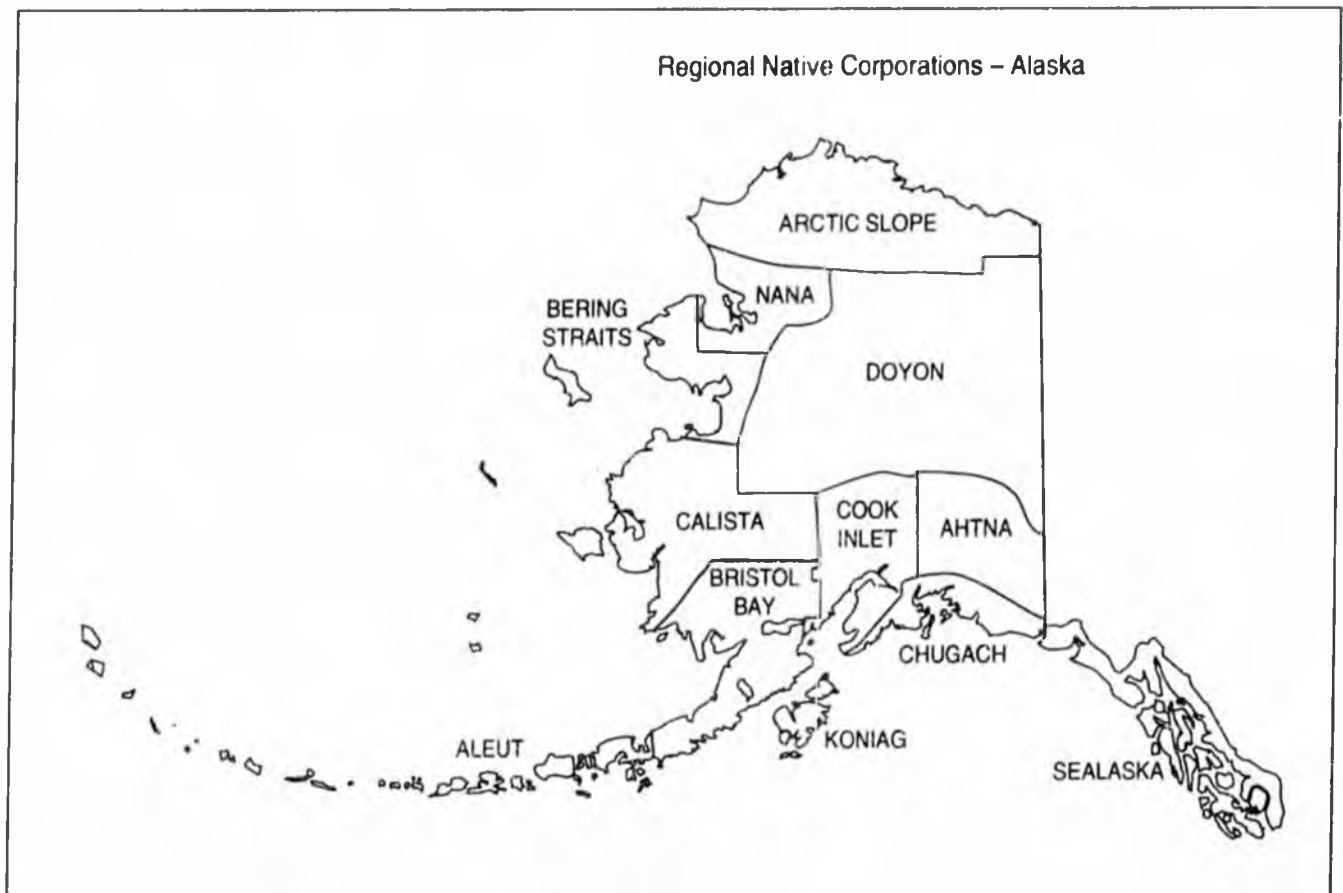 Regional Native Corporations – Alaska
ARCTIC SLOPE
NANA
BERING
STRAITS
DOYON
CALISTA
COOK
INLET
AHTNA
BRISTOL
BAY
CHUGACH
KONIAG
ALEUT
SEALASKA